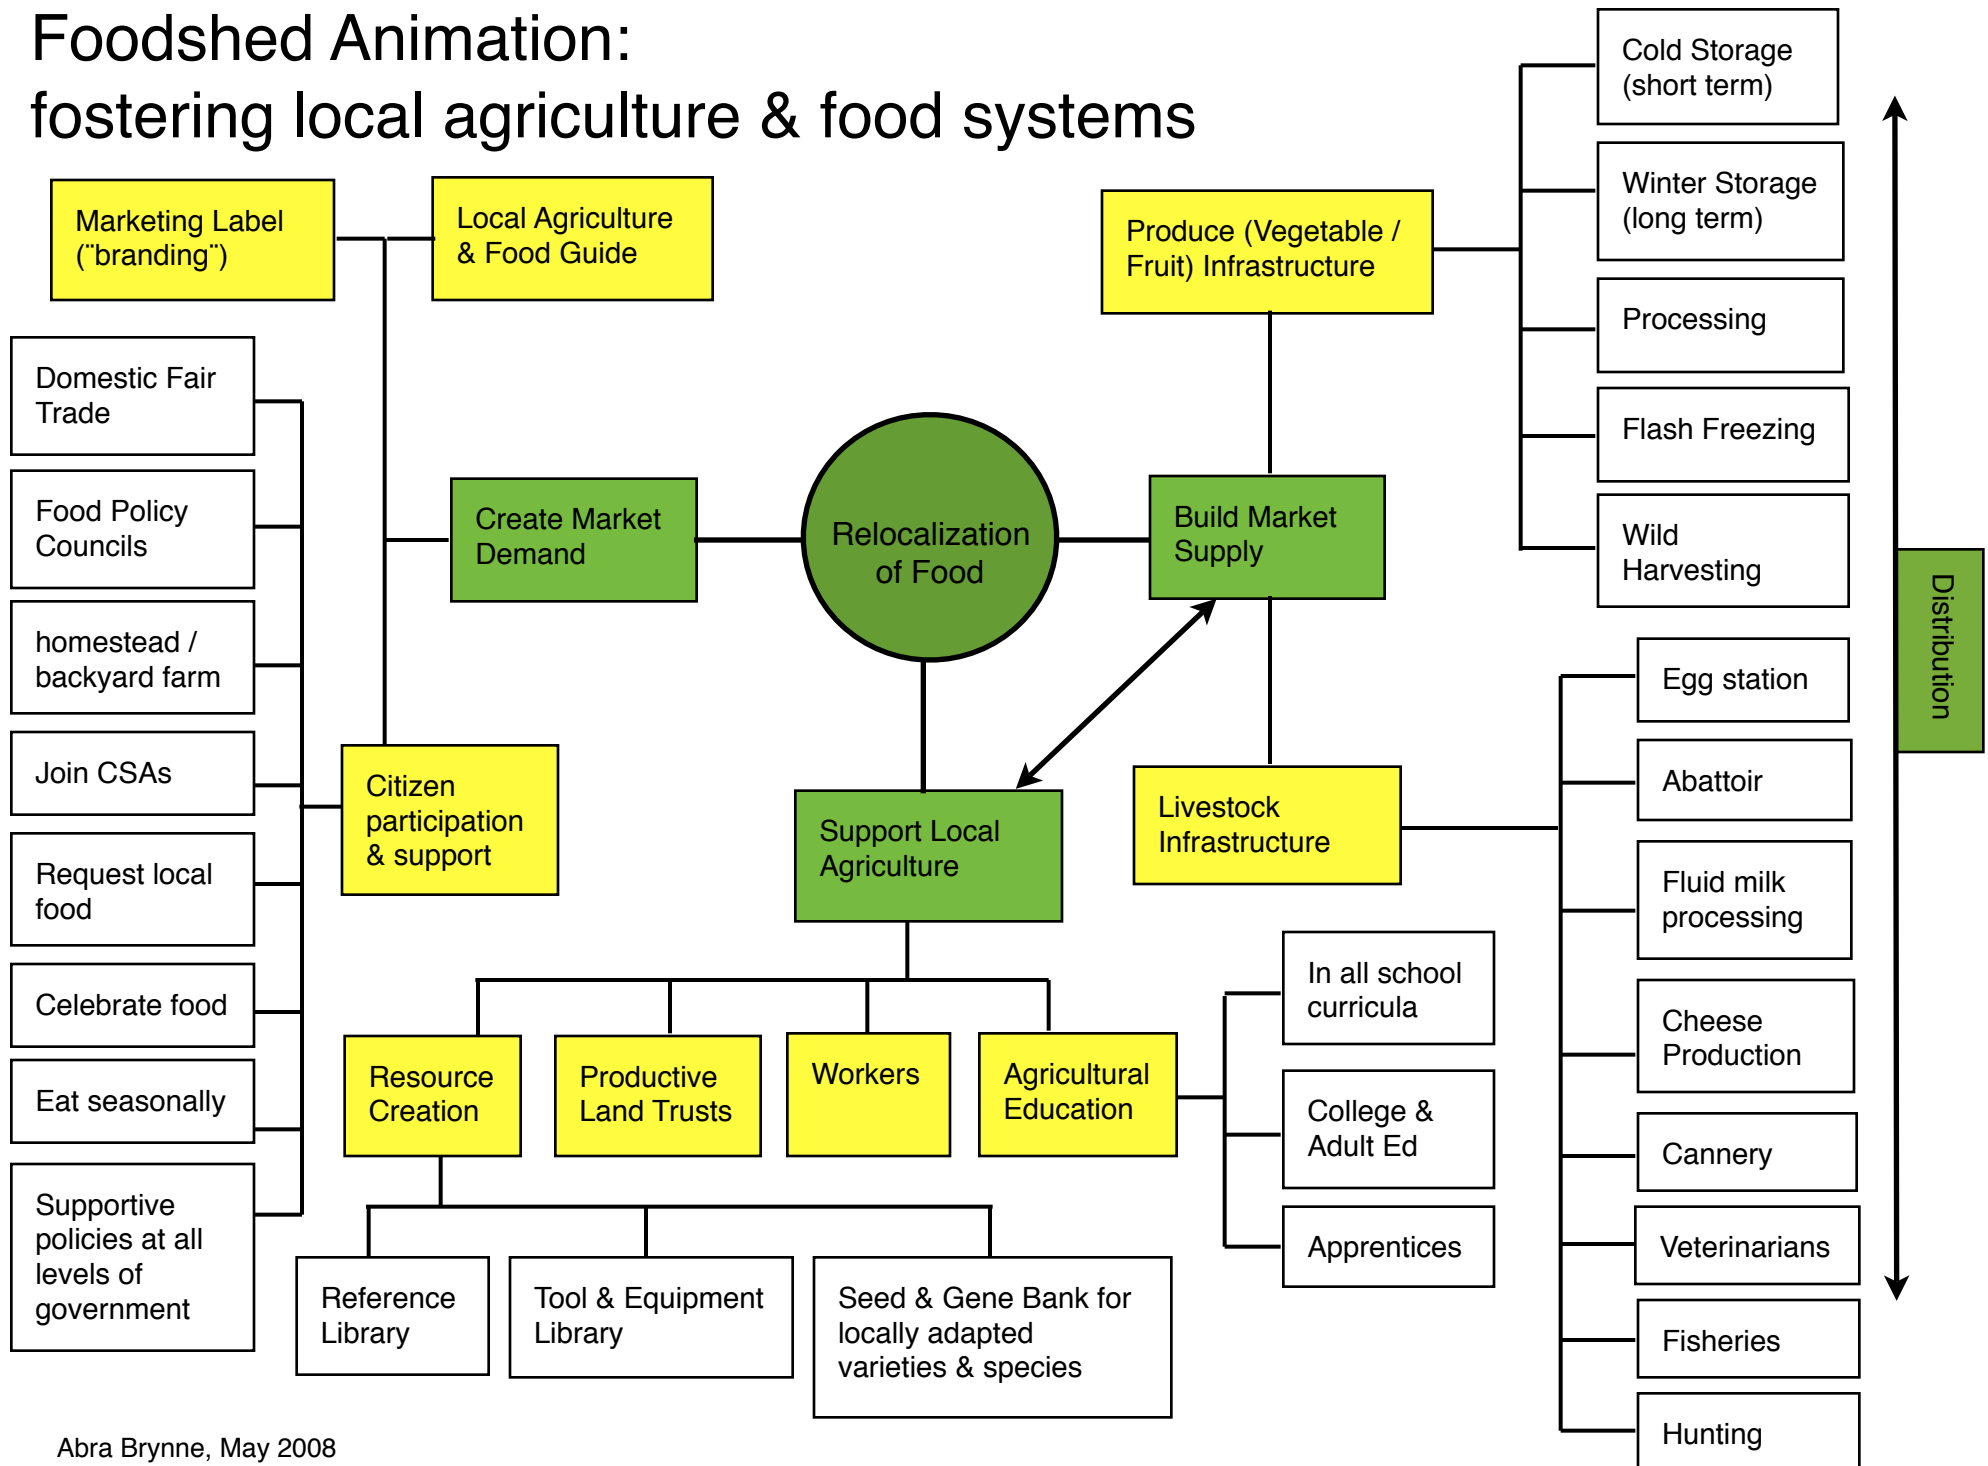 Foodshed Animation:
fostering local agriculture & food systems
Marketing Label
(¨branding¨)
Local Agriculture
& Food Guide
Domestic Fair
Trade
Food Policy
Councils
homestead /
backyard farm
Join CSAs
Request local
food
Celebrate food
Eat seasonally
Supportive
policies at all
levels of
government
Create Market
Demand
Citizen
participation
& support
Relocalization
of Food
Build Market
Supply
Support Local
Agriculture
Produce (Vegetable /
Fruit) Infrastructure
Livestock
Infrastructure
Resource
Creation
Productive
Land Trusts
Workers
Agricultural
Education
Reference
Library
Tool & Equipment
Library
Seed & Gene Bank for
locally adapted
varieties & species
In all school
curricula
College &
Adult Ed
Apprentices
Cold Storage
(short term)
Winter Storage
(long term)
Processing
Flash Freezing
Wild
Harvesting
Egg station
Abattoir
Fluid milk
processing
Cheese
Production
Cannery
Veterinarians
Fisheries
Hunting
Distribution
Abra Brynne, May 2008